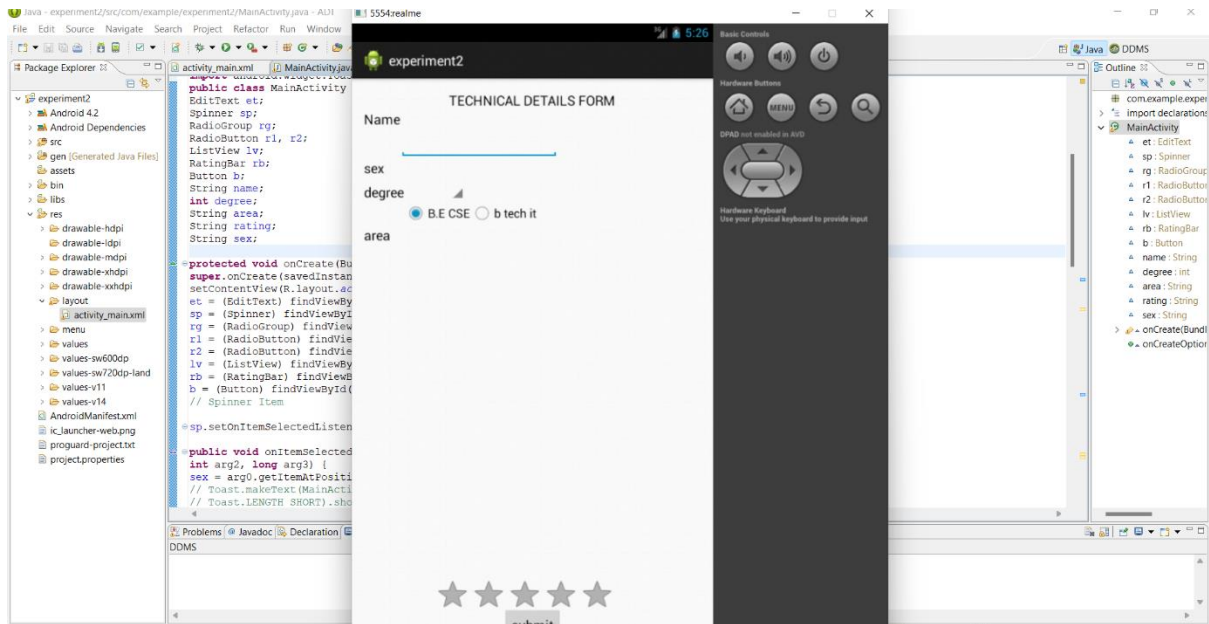 Java - experiment2/src/com/example/experiment2/MainActivity.java - ADT
File Edit Source Navigate Search Project Refactor Run Window
Java DDMS
Package Explorer
experiment2
Android 4.2
Android Dependencies
src
gen [Generated Java Files]
assets
bin
libs
res
drawable-hdpi
drawable-ldpi
drawable-mdpi
drawable-xhdpi
drawable-xxhdpi
layout
activity_main.xml
menu
values
values-sw600dp
values-sw720dp-land
values-v11
values-v14
AndroidManifest.xml
ic_launcher-web.png
proguard-project.txt
project.properties
activity_main.xml MainActivity.java
public class MainActivity
EditText et;
Spinner sp;
RadioGroup rg;
RadioButton r1, r2;
ListView lv;
RatingBar rb;
Button b;
String name;
int degree;
String area;
String rating;
String sex;
protected void onCreate(Bu
super.onCreate(savedInstan
setContentView(R.layout.ac
et = (EditText) findViewBy
sp = (Spinner) findViewByI
rg = (RadioGroup) findView
r1 = (RadioButton) findVie
r2 = (RadioButton) findVie
lv = (ListView) findViewBy
rb = (RatingBar) findViewB
b = (Button) findViewById(
// Spinner Item
sp.setOnItemSelectedListen
public void onItemSelected
int arg2, long arg3) {
sex = arg0.getItemAtPositi
// Toast.makeText(MainActi
// Toast.LENGTH_SHORT).sho
Problems Javadoc Declaration
DDMS
5554:realme
3G 5:26
experiment2
TECHNICAL DETAILS FORM
Name
sex
degree
B.E CSE b tech it
area
submit
Basic Controls
Hardware Buttons
MENU
DPAD not enabled in AVD
Hardware Keyboard
Use your physical keyboard to provide input
Outline
com.example.exper
import declarations
MainActivity
et : EditText
sp : Spinner
rg : RadioGroup
r1 : RadioButton
r2 : RadioButton
lv : ListView
rb : RatingBar
b : Button
name : String
degree : int
area : String
rating : String
sex : String
onCreate(Bundl
onCreateOption